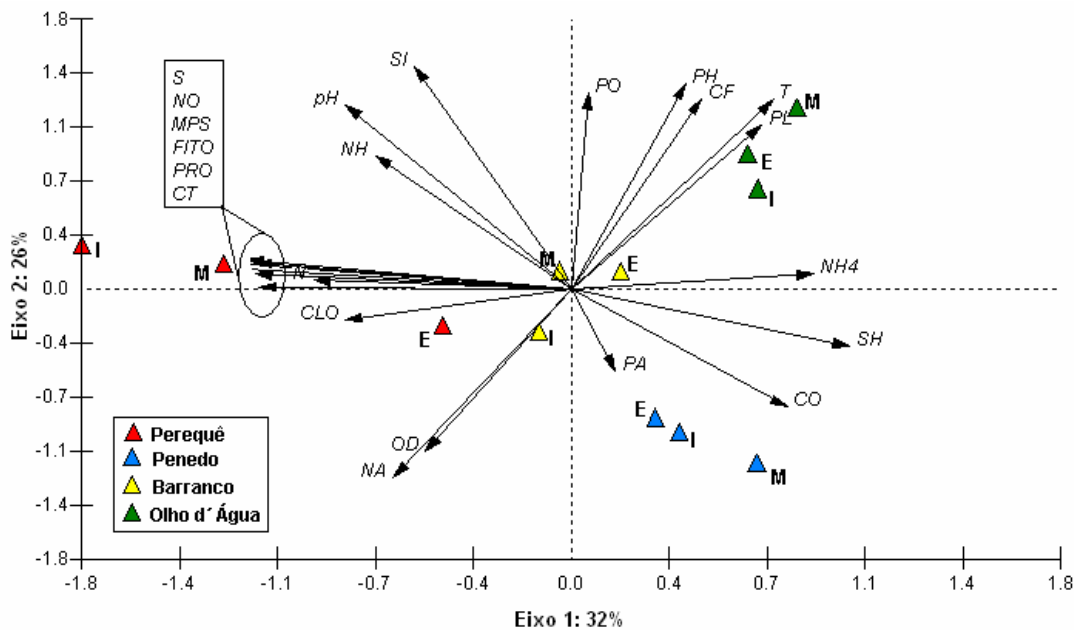 1.8
1.4
1.1
0.7
0.4
0.0
-0.4
-0.7
-1.1
-1.4
-1.8
Eixo 2: 26%
S
NO
MPS
FITO
PRO
CT
SI
pH
NH
PO
PH
CF
T
M
PL
E
I
I
M
N
M
E
NH4
CLO
E
I
SH
PA
CO
E
I
M
OD
NA
Perequê
Penedo
Barranco
Olho d´Água
-1.8
-1.4
-1.1
-0.7
-0.4
0.0
0.4
0.7
1.1
1.4
1.8
Eixo 1: 32%